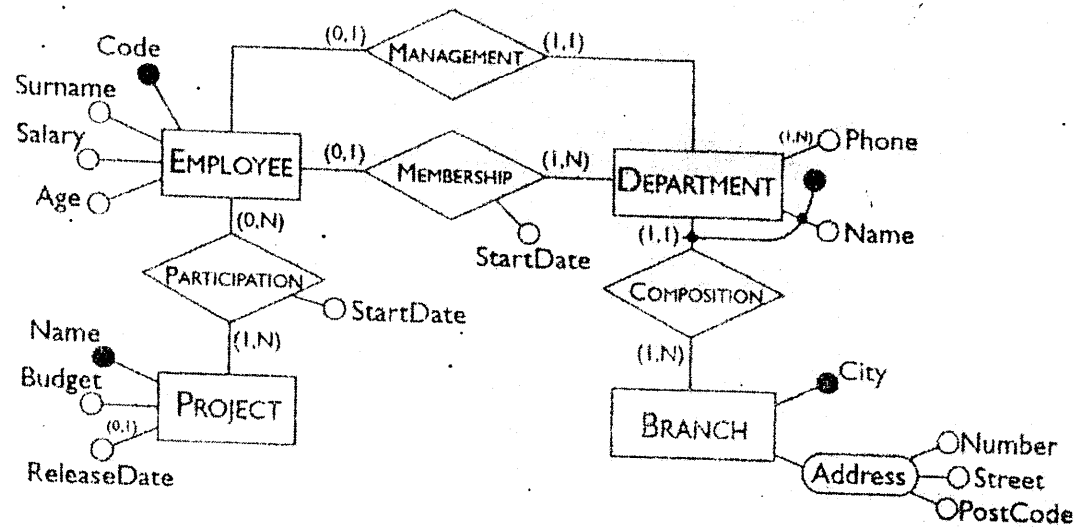 (0,1)
MANAGEMENT
(1,1)
Code
Surname
Salary
Age
EMPLOYEE
(0,1)
MEMBERSHIP
(1,N)
StartDate
DEPARTMENT
(1,N)
Phone
Name
(0,N)
PARTICIPATION
StartDate
(1,N)
(1,1)
COMPOSITION
(1,N)
Name
Budget
(0,1)
ReleaseDate
PROJECT
BRANCH
City
Address
Number
Street
PostCode